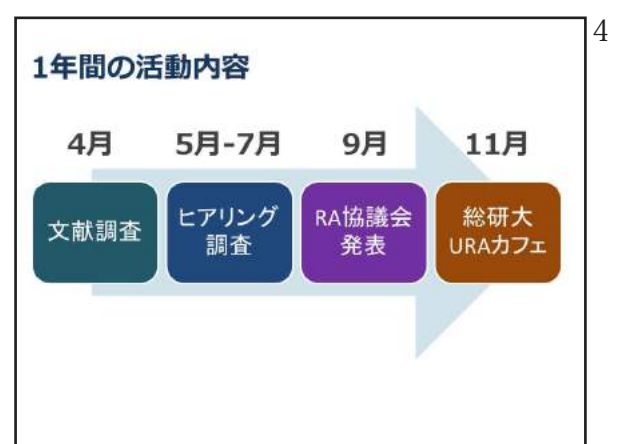 4
1年間の活動内容
4月 5月-7月 9月 11月
文献調査
ヒアリング
調査
RA協議会
発表
総研大
URAカフェ